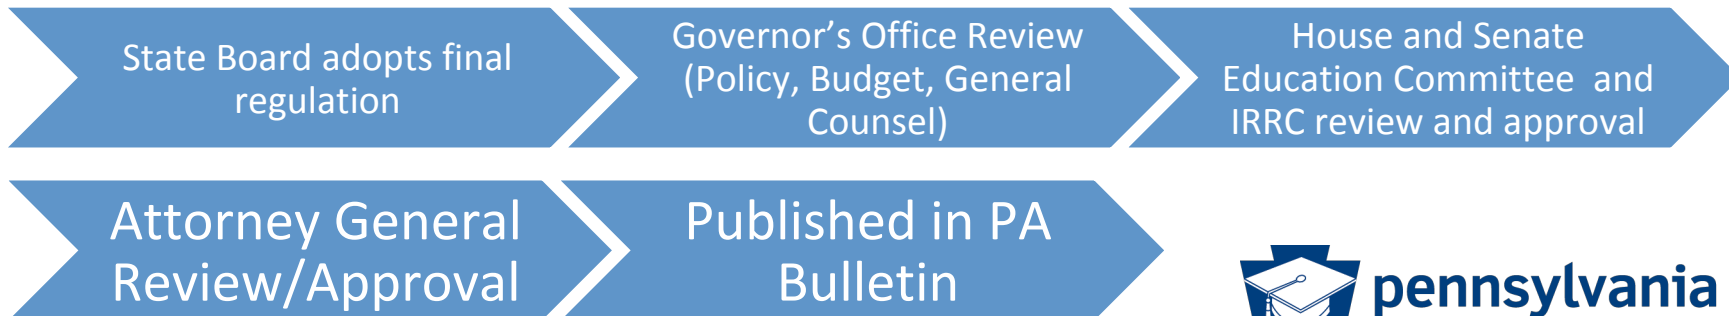 State Board adopts final
regulation
Governor’s Office Review
(Policy, Budget, General
Counsel)
House and Senate
Education Committee  and
IRRC review and approval
Attorney General
Review/Approval
Published in PA
Bulletin
pennsylvania